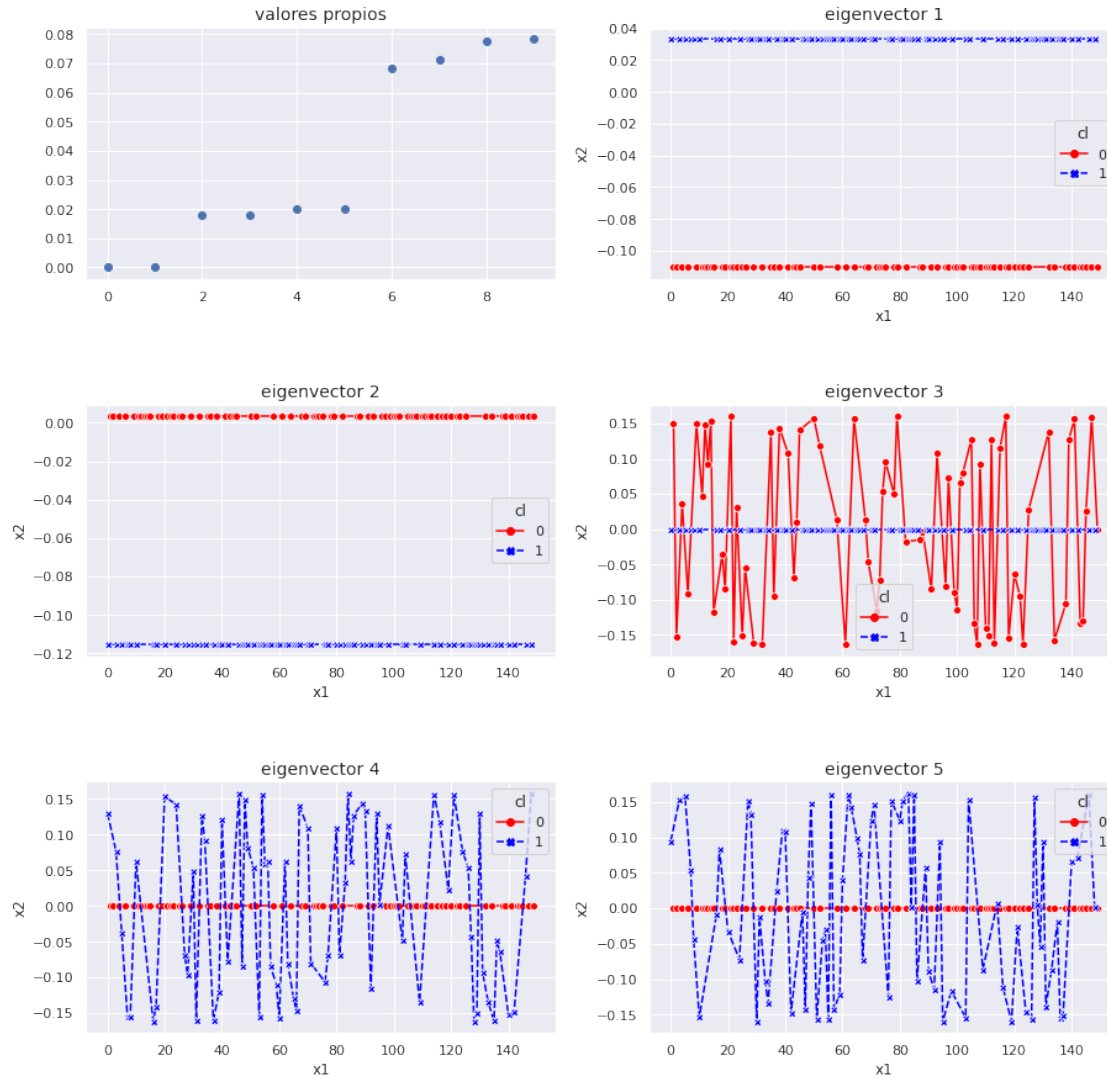 valores propios
0.08
0.07
0.06
0.05
0.04
0.03
0.02
0.01
0.00
0 2 4 6 8
eigenvector 1
0.04
0.02
0.00
−0.02
−0.04
−0.06
−0.08
−0.10
x2
0 20 40 60 80 100 120 140
x1
cl
0
1
eigenvector 2
0.00
−0.02
−0.04
−0.06
−0.08
−0.10
−0.12
x2
0 20 40 60 80 100 120 140
x1
cl
0
1
eigenvector 3
0.15
0.10
0.05
0.00
−0.05
−0.10
−0.15
x2
0 20 40 60 80 100 120 140
x1
cl
0
1
eigenvector 4
0.15
0.10
0.05
0.00
−0.05
−0.10
−0.15
x2
0 20 40 60 80 100 120 140
x1
cl
0
1
eigenvector 5
0.15
0.10
0.05
0.00
−0.05
−0.10
−0.15
x2
0 20 40 60 80 100 120 140
x1
cl
0
1